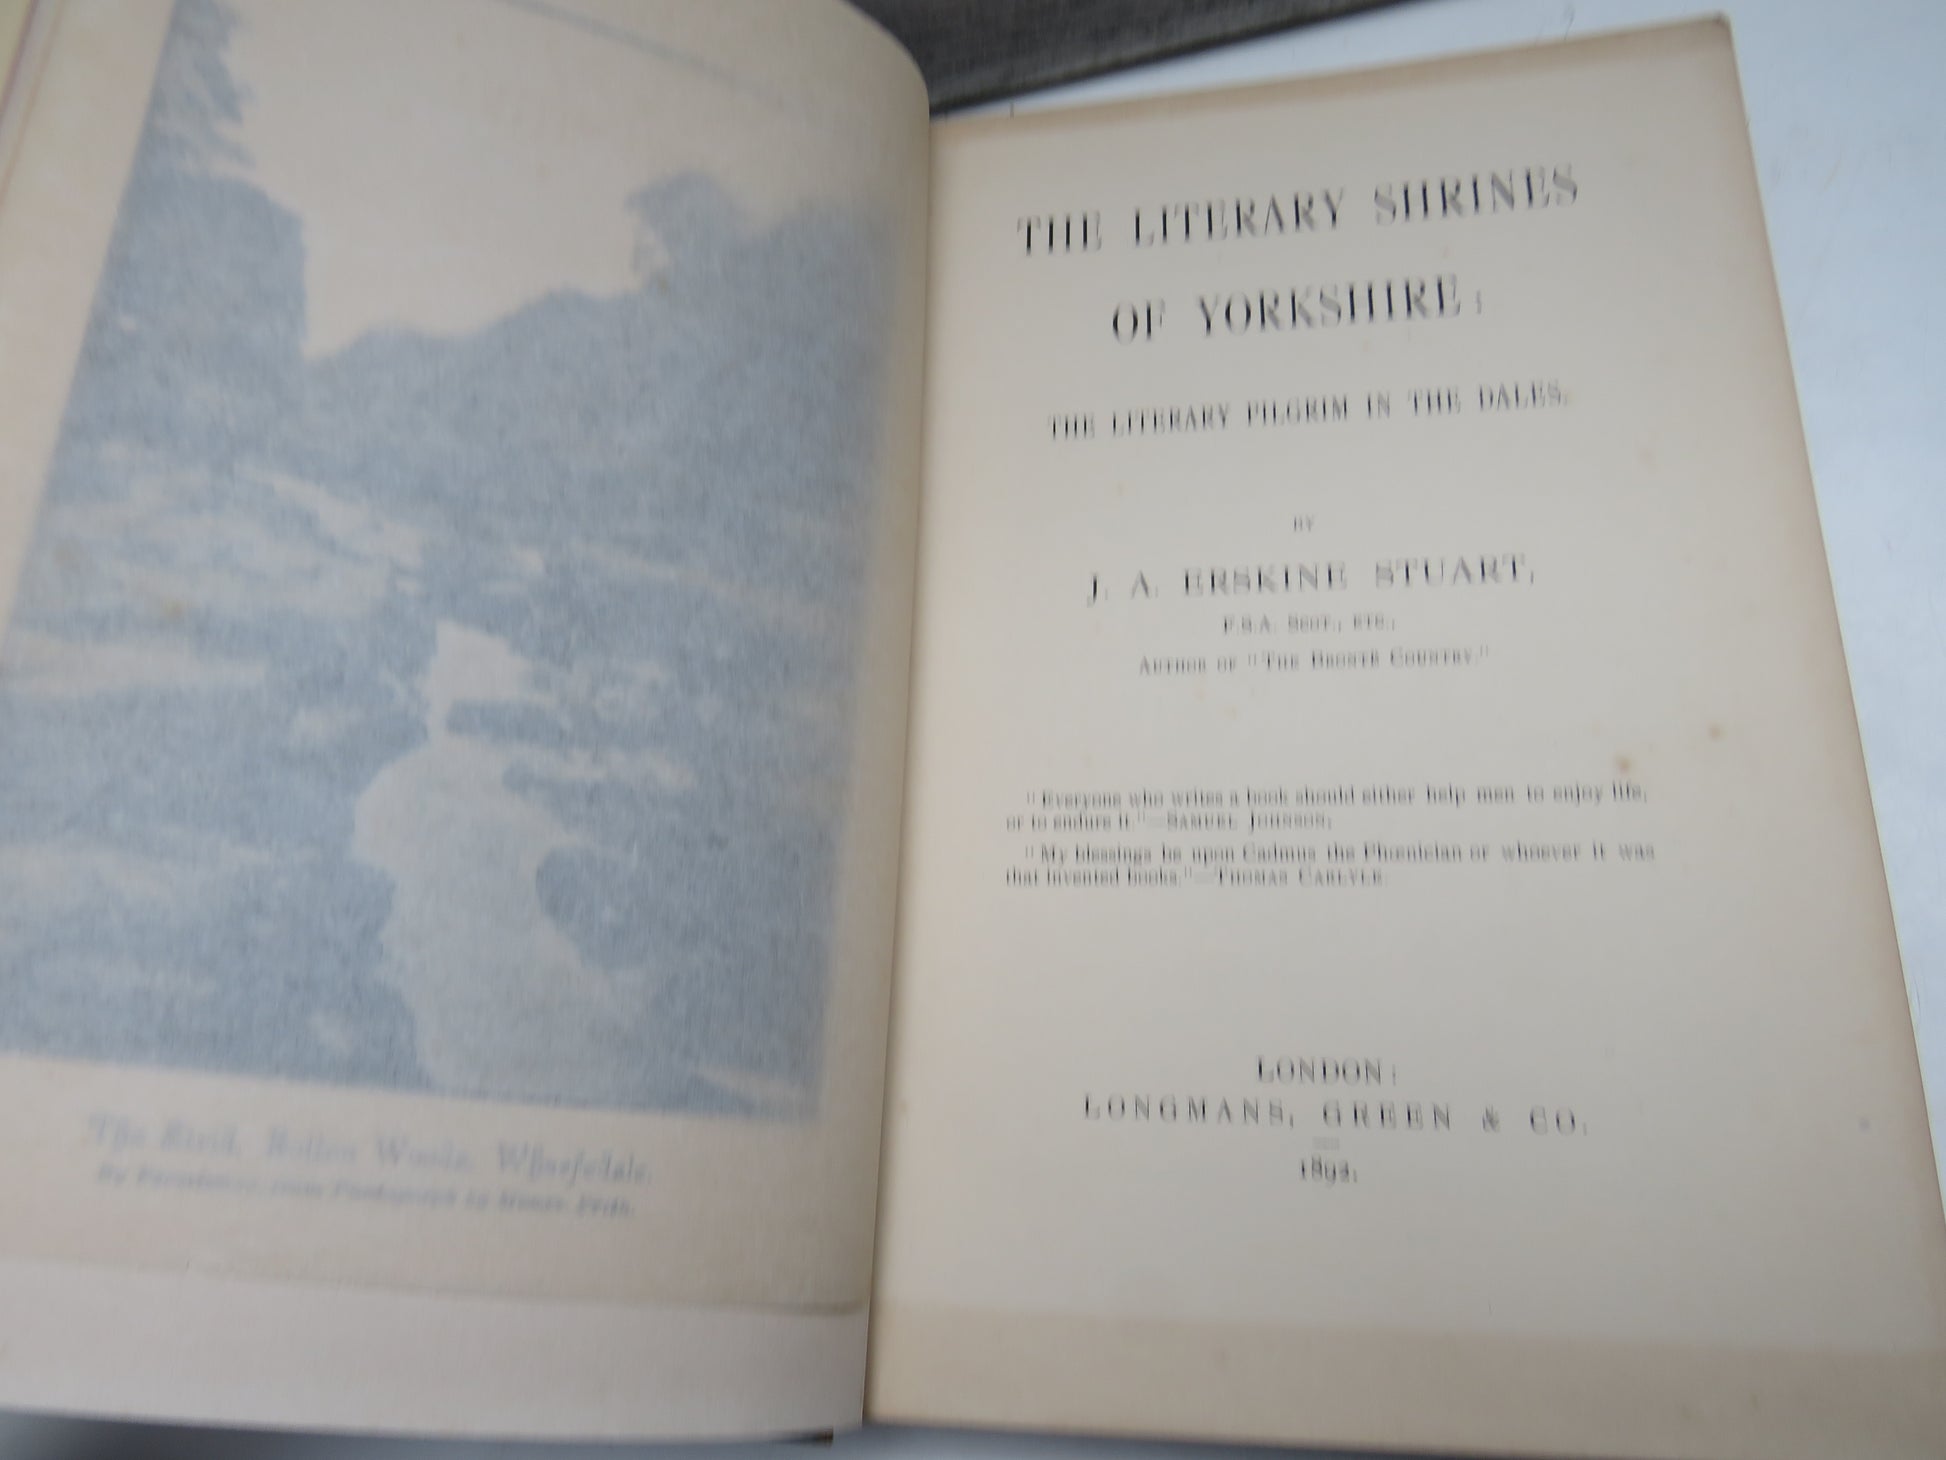 The Strid, Bolton Woods, Wharfedale.
THE LITERARY SHRINES
OF YORKSHIRE:
THE LITERARY PILGRIM IN THE DALES.
BY
J. A. ERSKINE STUART,
F.S.A. SCOT., ETC.,
AUTHOR OF "THE BRONTË COUNTRY."
"Everyone who writes a book should either help men to enjoy life,
or to endure it."—SAMUEL JOHNSON.
"My blessings be upon Cadmus the Phœnician or whoever it was
that invented books."—THOMAS CARLYLE.
LONDON:
LONGMANS, GREEN & CO.
1892.